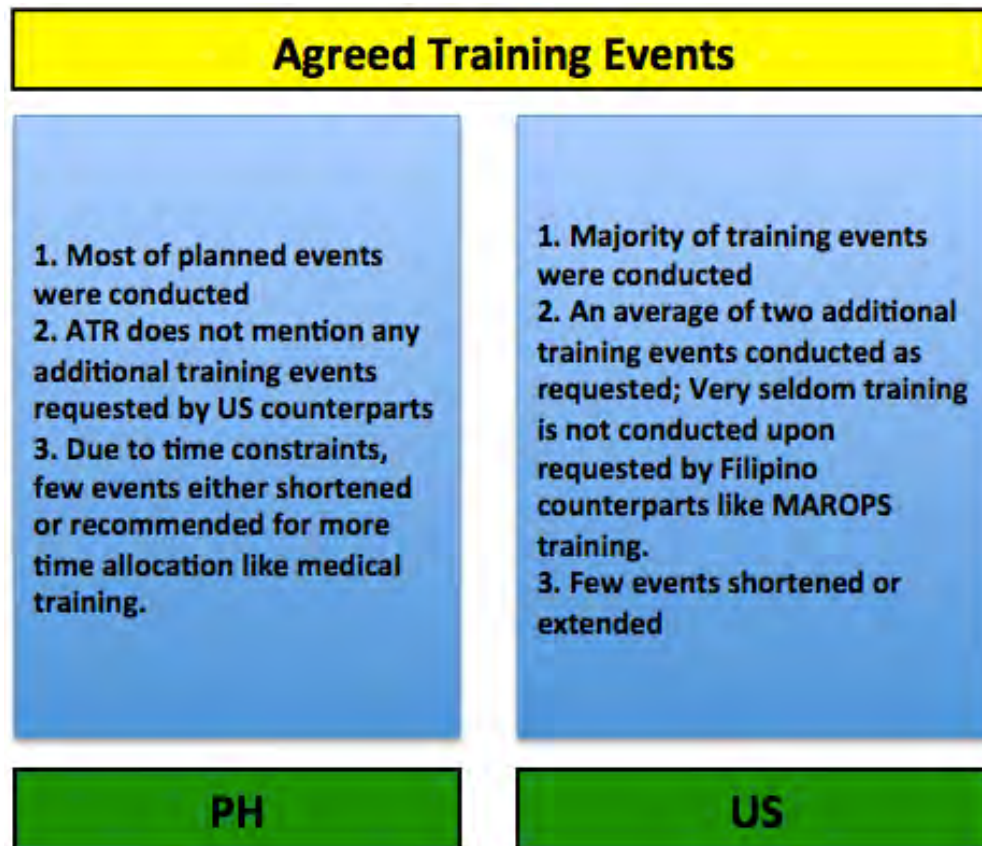 Agreed Training Events
1. Most of planned events
were conducted
2. ATR does not mention any
additional training events
requested by US counterparts
3. Due to time constraints,
few events either shortened
or recommended for more
time allocation like medical
training.
1. Majority of training events
were conducted
2. An average of two additional
training events conducted as
requested; Very seldom training
is not conducted upon
requested by Filipino
counterparts like MAROPS
training.
3. Few events shortened or
extended
PH
US